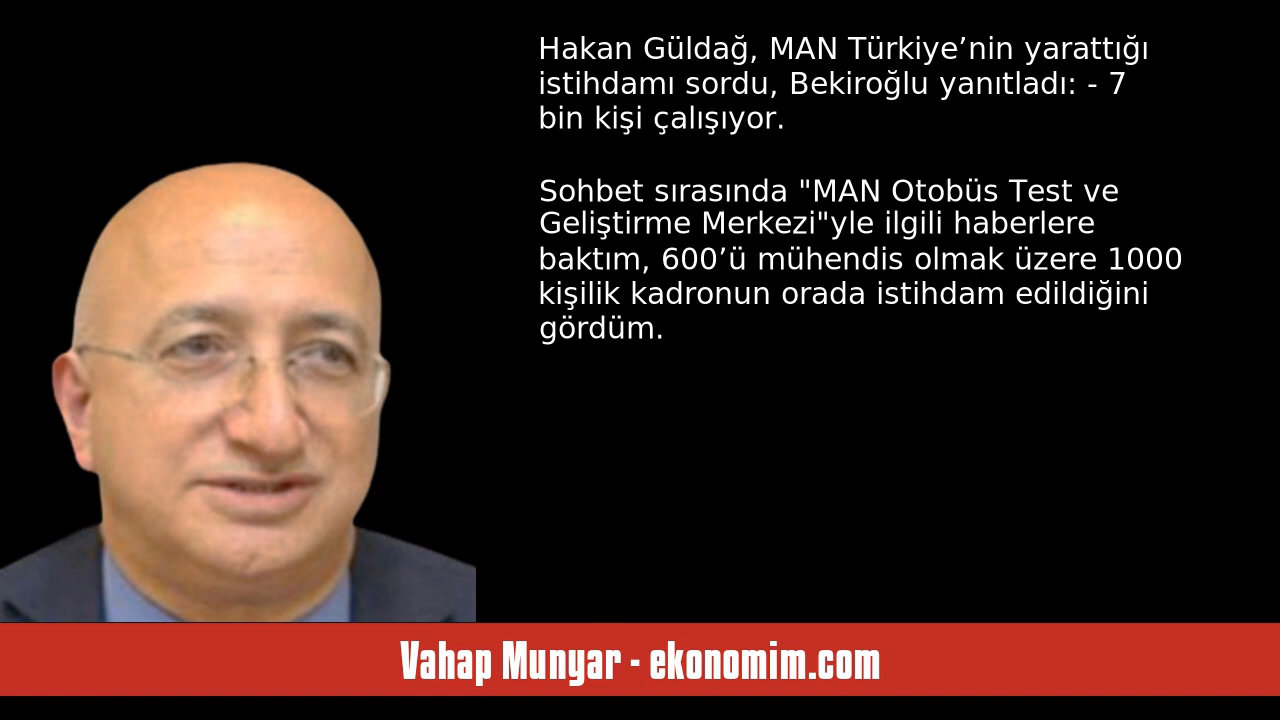 Hakan Güldağ, MAN Türkiye’nin yarattığı
istihdamı sordu, Bekiroğlu yanıtladı: - 7
bin kişi çalışıyor.
Sohbet sırasında "MAN Otobüs Test ve
Geliştirme Merkezi"yle ilgili haberlere
baktım, 600’ü mühendis olmak üzere 1000
kişilik kadronun orada istihdam edildiğini
gördüm.
Vahap Munyar - ekonomim.com